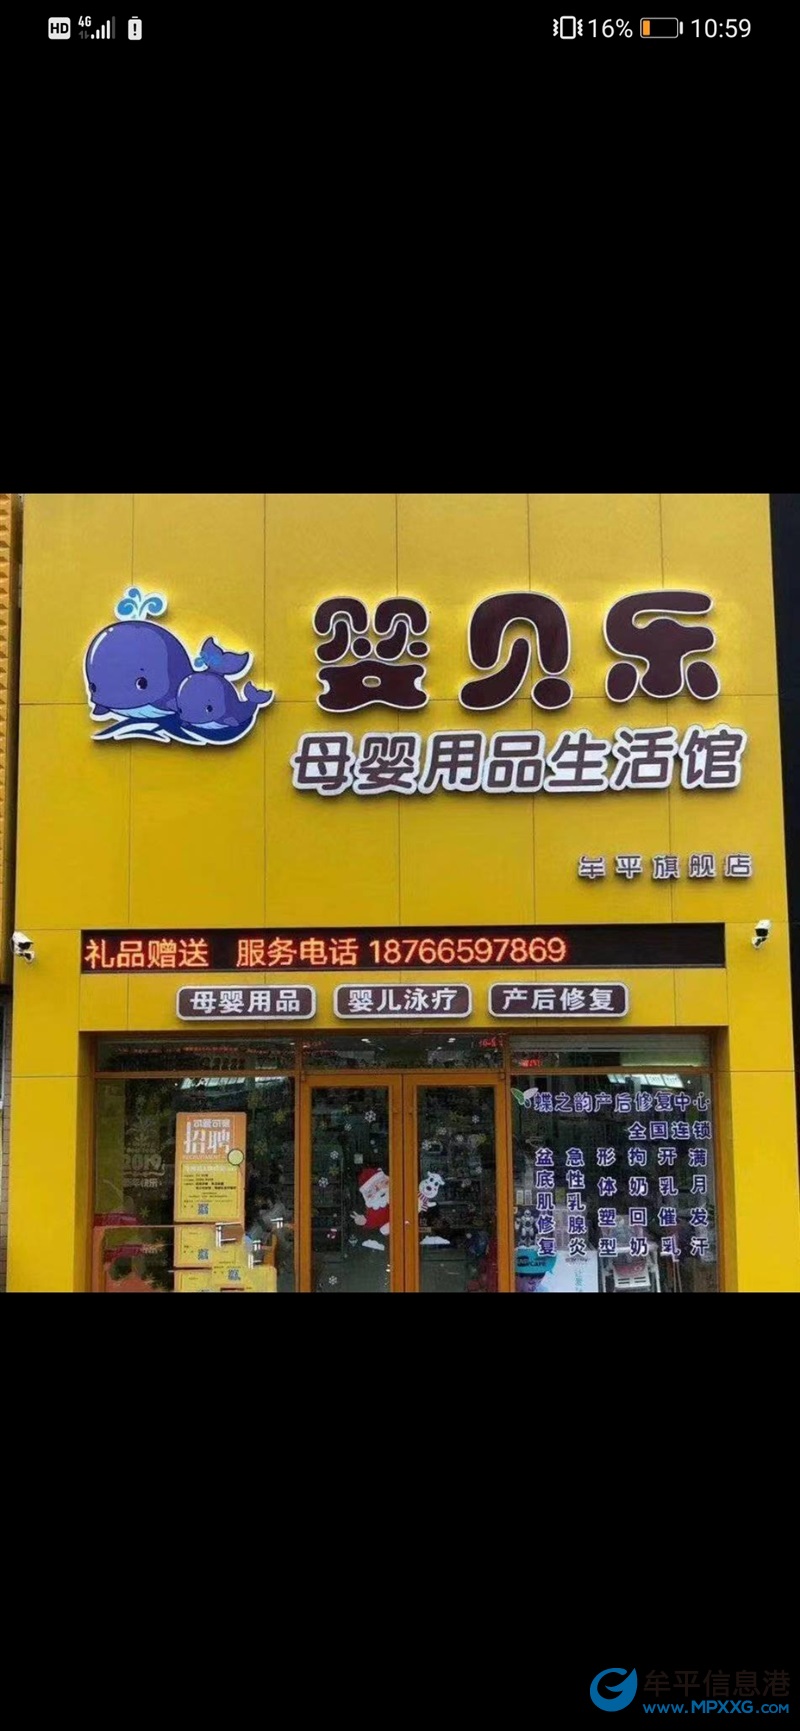 HD 4G 16% 10:59
婴贝乐
母婴用品生活馆
牟平旗舰店
礼品赠送 服务电话 18766597869
母婴用品 婴儿泳疗 产后修复
蝶之韵产后修复中心
全国连锁
满月发汗
开乳催乳
狗奶回奶
形体塑型
急性乳腺炎
盆底肌修复
招聘
2019
牟平信息港
www.MPXXG.COM